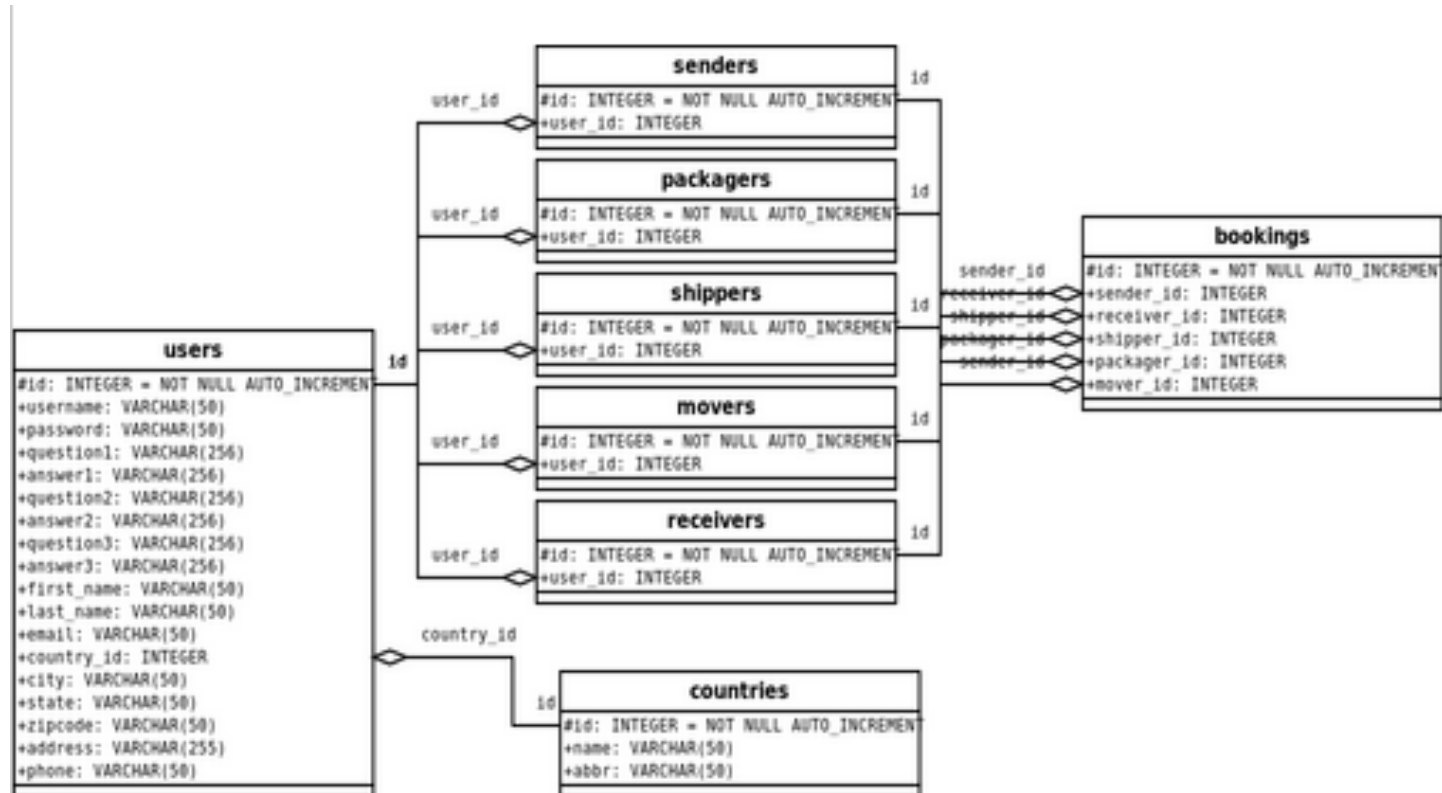 senders
#id: INTEGER = NOT NULL AUTO_INCREMENT
+user_id: INTEGER
user_id
id
packagers
#id: INTEGER = NOT NULL AUTO_INCREMENT
+user_id: INTEGER
user_id
id
shippers
#id: INTEGER = NOT NULL AUTO_INCREMENT
+user_id: INTEGER
user_id
id
movers
#id: INTEGER = NOT NULL AUTO_INCREMENT
+user_id: INTEGER
user_id
id
receivers
#id: INTEGER = NOT NULL AUTO_INCREMENT
+user_id: INTEGER
user_id
id
bookings
#id: INTEGER = NOT NULL AUTO_INCREMENT
+sender_id: INTEGER
+receiver_id: INTEGER
+shipper_id: INTEGER
+packager_id: INTEGER
+mover_id: INTEGER
sender_id
receiver_id
shipper_id
packager_id
sender_id
users
id
#id: INTEGER = NOT NULL AUTO_INCREMENT
+username: VARCHAR(50)
+password: VARCHAR(50)
+question1: VARCHAR(256)
+answer1: VARCHAR(256)
+question2: VARCHAR(256)
+answer2: VARCHAR(256)
+question3: VARCHAR(256)
+answer3: VARCHAR(256)
+first_name: VARCHAR(50)
+last_name: VARCHAR(50)
+email: VARCHAR(50)
+country_id: INTEGER
+city: VARCHAR(50)
+state: VARCHAR(50)
+zipcode: VARCHAR(50)
+address: VARCHAR(255)
+phone: VARCHAR(50)
country_id
id
countries
#id: INTEGER = NOT NULL AUTO_INCREMENT
+name: VARCHAR(50)
+abbr: VARCHAR(50)